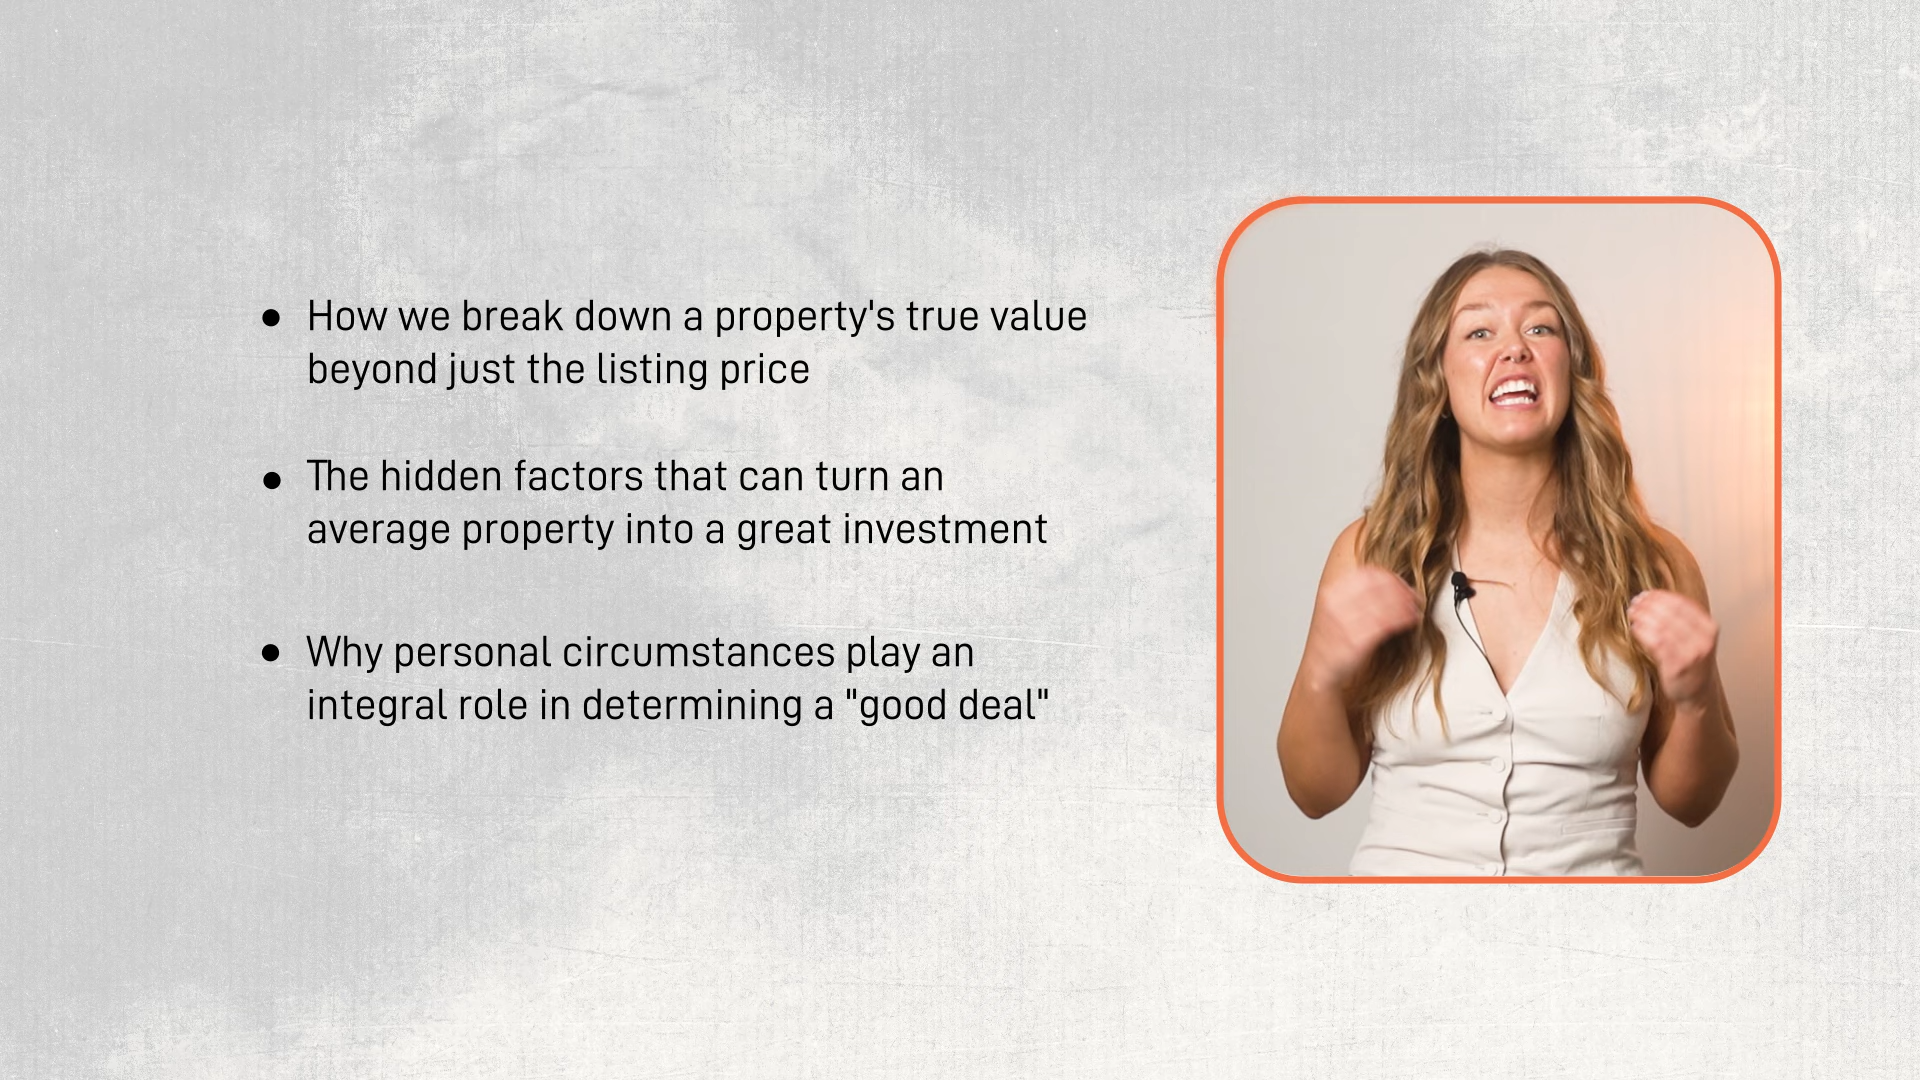 ● How we break down a property's true value
beyond just the listing price
● The hidden factors that can turn an
average property into a great investment
● Why personal circumstances play an
integral role in determining a "good deal"